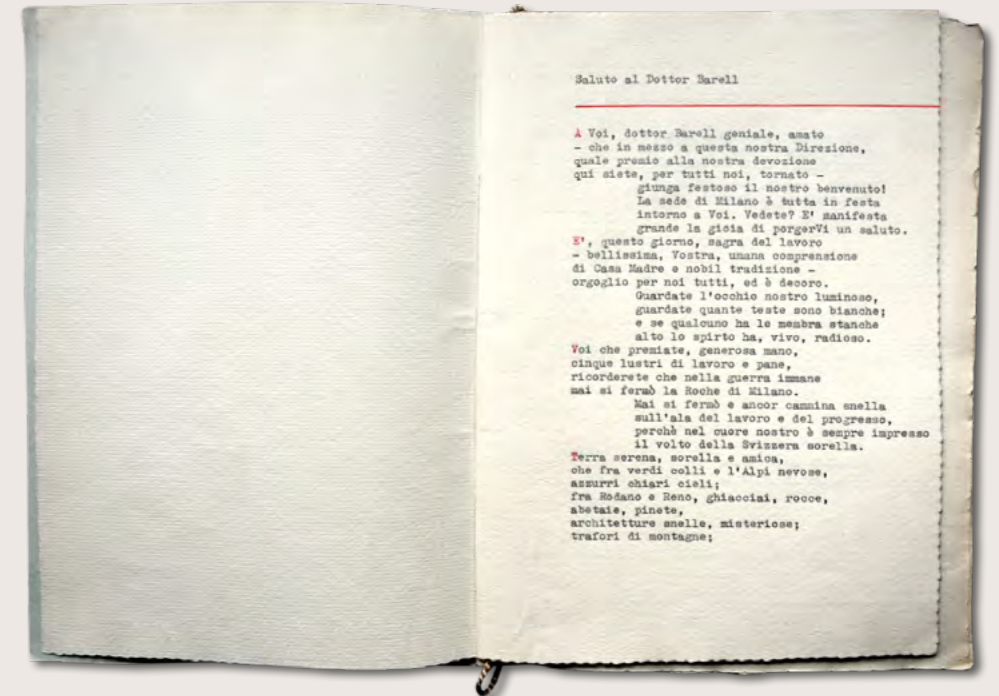 Saluto al Dottor Barell
A Voi, dottor Barell geniale, amato
- che in mezzo a questa nostra Direzione,
quale premio alla nostra devozione
qui siete, per tutti noi, tornato -
giunga festoso il nostro benvenuto!
La sede di Milano è tutta in festa
intorno a Voi. Vedete? E' manifesta
grande la gioia di porgerVi un saluto.
E', questo giorno, sagra del lavoro
- bellissima, Vostra, umana comprensione
di Casa Madre e nobil tradizione -
orgoglio per noi tutti, ed è decoro.
Guardate l'occhio nostro luminoso,
guardate quante teste sono bianche;
e se qualcuno ha le membra stanche
alto lo spirto ha, vivo, radioso.
Voi che premiate, generosa mano,
cinque lustri di lavoro e pane,
ricorderete che nella guerra immane
mai si fermò la Roche di Milano.
Mai si fermò e ancor cammina snella
sull'ala del lavoro e del progresso,
perchè nel cuore nostro è sempre impresso
il volto della Svizzera sorella.
Terra serena, sorella e amica,
che fra verdi colli e l'Alpi nevose,
azzurri chiari cieli;
fra Rodano e Reno, ghiacciai, rocce,
abetaie, pinete,
architetture snelle, misteriose;
trafori di montagne;